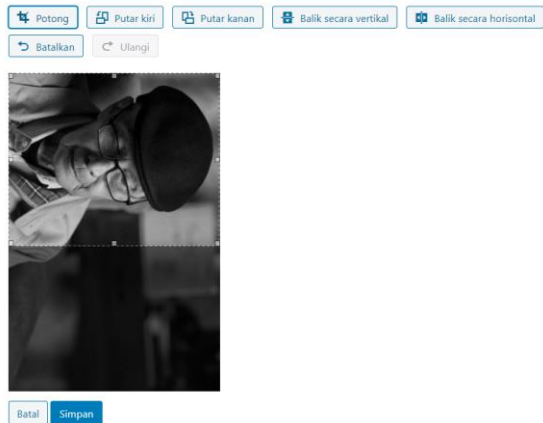 Potong Putar kiri Putar kanan Balik secara vertikal Balik secara horisontal
Batalkan Ulangi
Batal Simpan